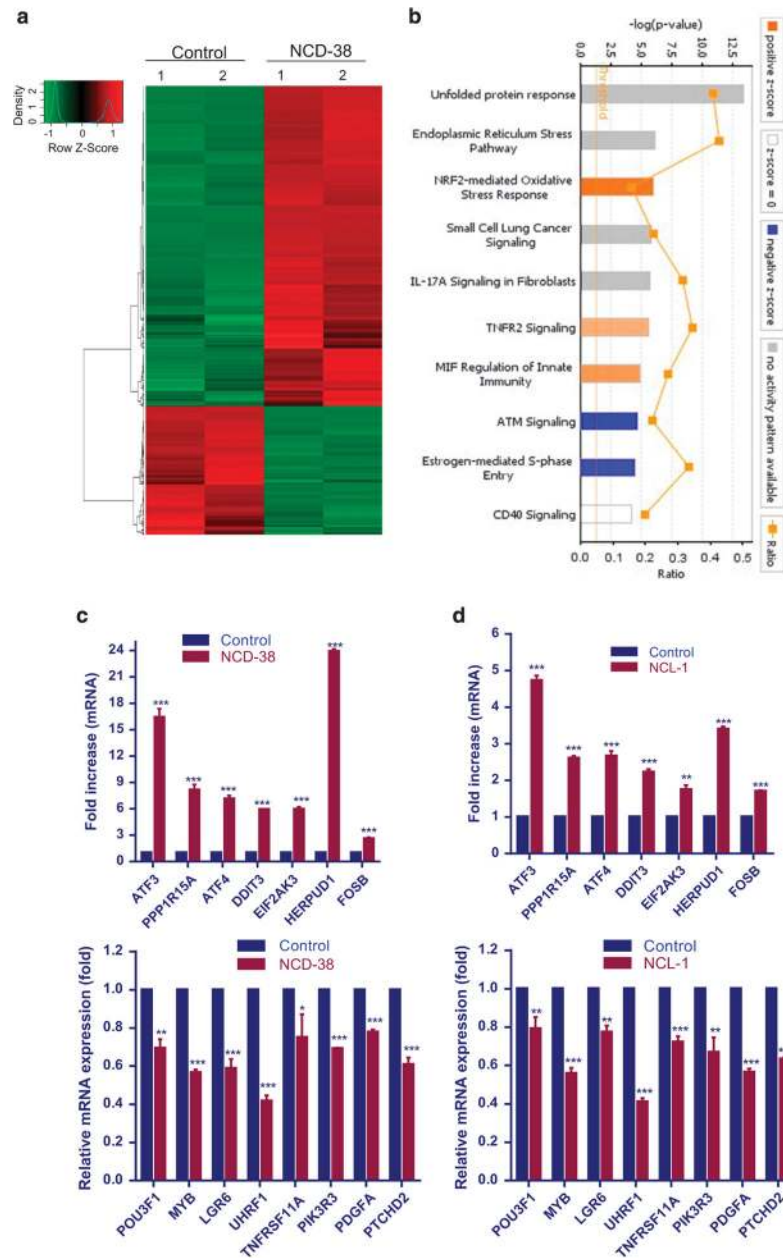 a
Control
NCD-38
1 2 1 2
Density
0 1 2
-1 0 1
Row Z-Score
b
-log(p-value)
0.0 2.5 5.0 7.5 10.0 12.5
threshold
Unfolded protein response
Endoplasmic Reticulum Stress
Pathway
NRF2-mediated Oxidative
Stress Response
Small Cell Lung Cancer
Signaling
IL-17A Signaling in Fibroblasts
TNFR2 Signaling
MIF Regulation of Innate
Immunity
ATM Signaling
Estrogen-mediated S-phase
Entry
CD40 Signaling
0.0 0.1 0.2 0.3 0.4 0.5
Ratio
positive z-score
z-score = 0
negative z-score
no activity pattern available
Ratio
c
Control
NCD-38
Fold increase (mRNA)
24
21
18
15
12
9
6
3
0
***
***
***
***
***
***
***
ATF3
PPP1R15A
ATF4
DDIT3
EIF2AK3
HERPUD1
FOSB
Control
NCD-38
Relative mRNA expression (fold)
1.2
1.0
0.8
0.6
0.4
0.2
0.0
**
***
***
***
*
***
***
***
POU3F1
MYB
LGR6
UHRF1
TNFRSF11A
PIK3R3
PDGFA
PTCHD2
d
Control
NCL-1
Fold increase (mRNA)
6
5
4
3
2
1
0
***
***
***
***
**
***
***
ATF3
PPP1R15A
ATF4
DDIT3
EIF2AK3
HERPUD1
FOSB
Control
NCL-1
Relative mRNA expression (fold)
1.2
1.0
0.8
0.6
0.4
0.2
0.0
**
***
**
***
***
**
***
POU3F1
MYB
LGR6
UHRF1
TNFRSF11A
PIK3R3
PDGFA
PTCHD2